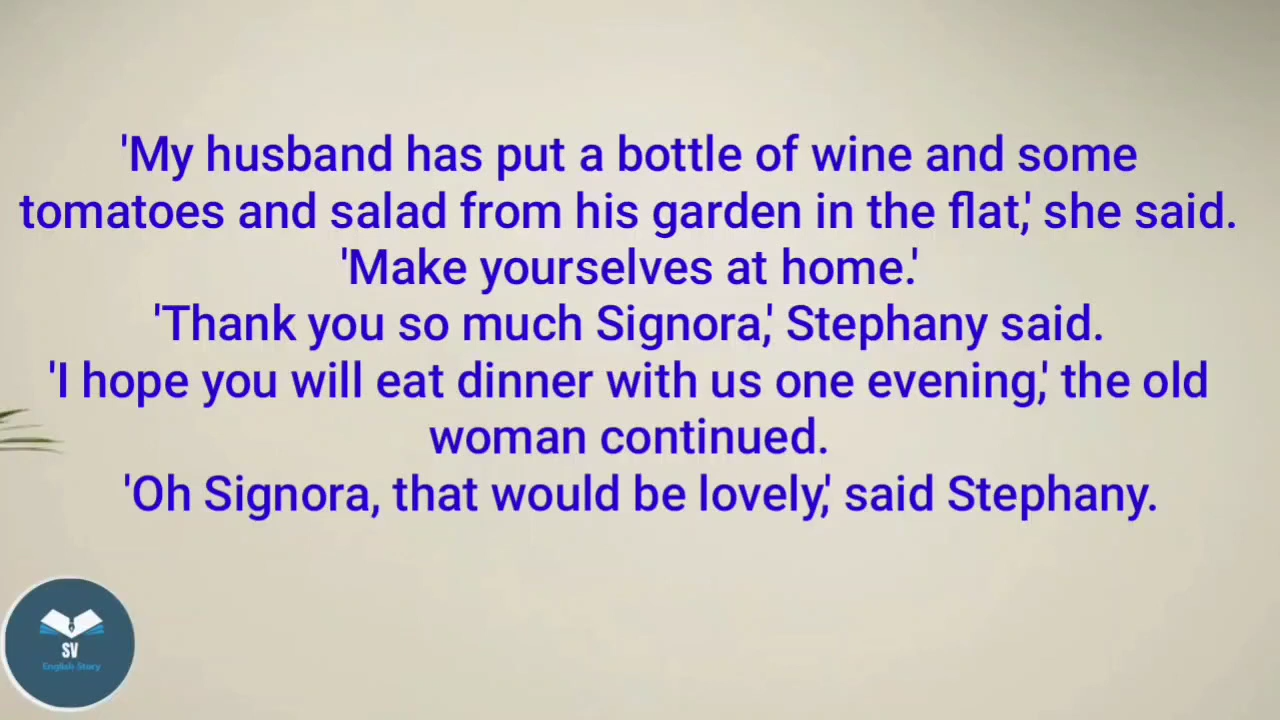 'My husband has put a bottle of wine and some
tomatoes and salad from his garden in the flat,' she said.
'Make yourselves at home.'
'Thank you so much Signora,' Stephany said.
'I hope you will eat dinner with us one evening,' the old
woman continued.
'Oh Signora, that would be lovely,' said Stephany.
SV
English Story